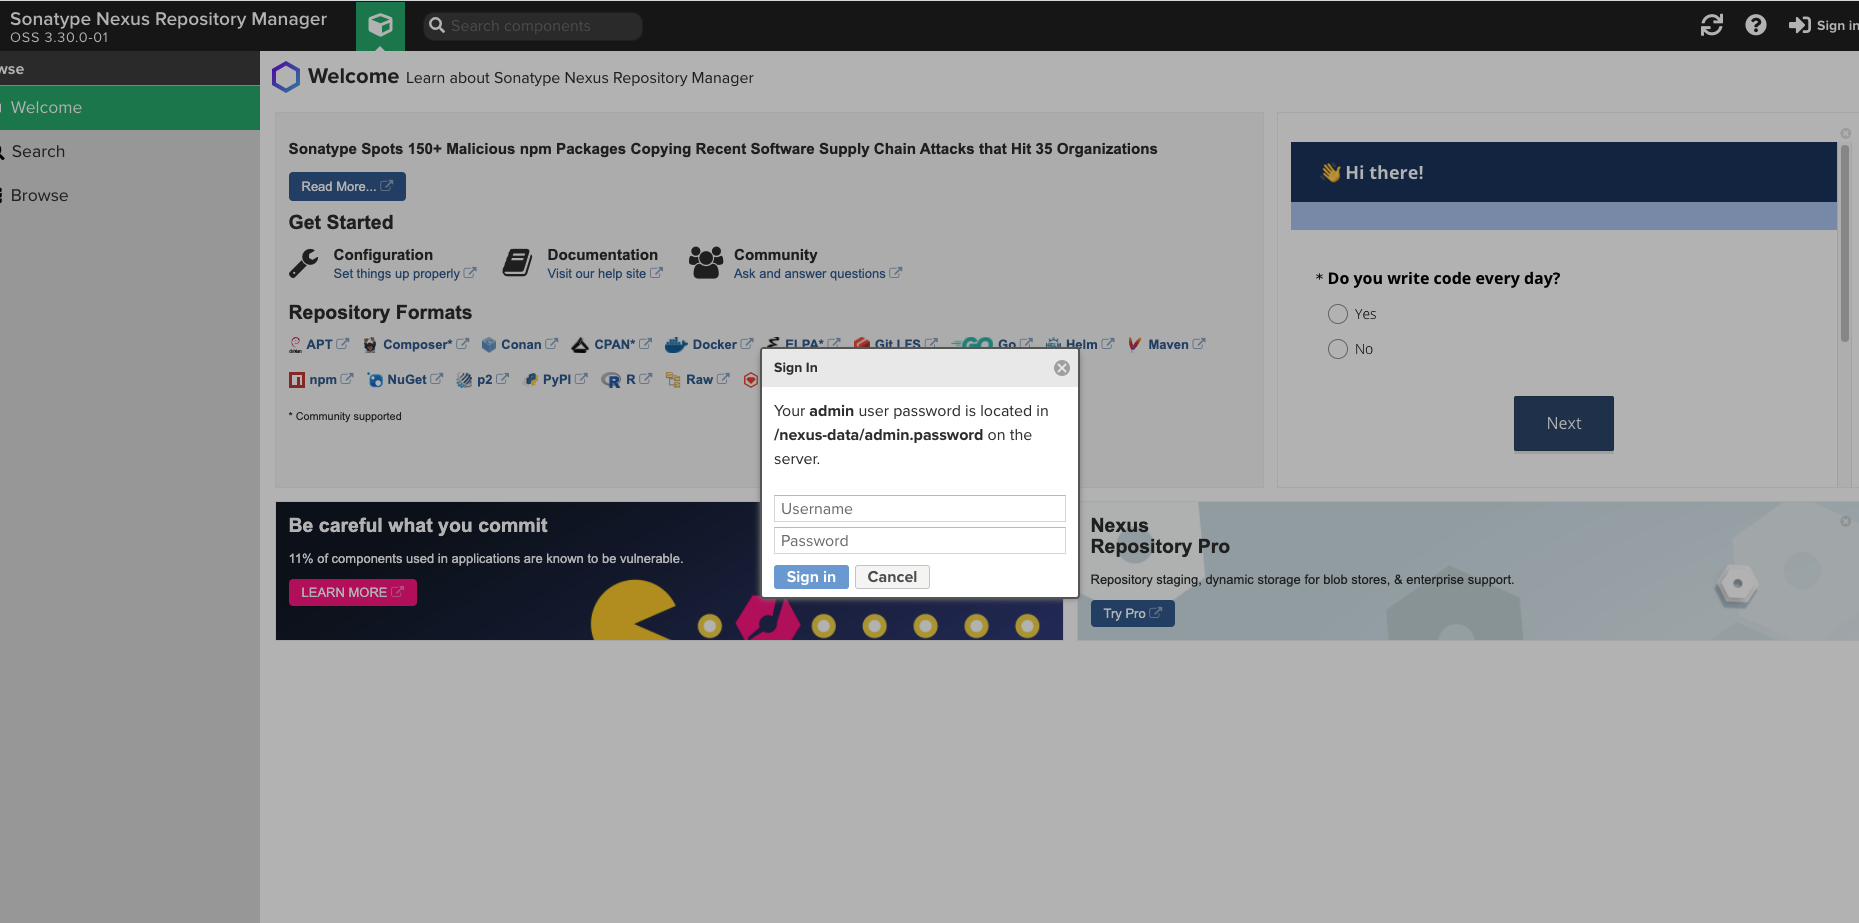 Sonatype Nexus Repository Manager
OSS 3.30.0-01
Search components
Sign in
wse
Welcome
Search
Browse
Welcome Learn about Sonatype Nexus Repository Manager
Sonatype Spots 150+ Malicious npm Packages Copying Recent Software Supply Chain Attacks that Hit 35 Organizations
Read More...
Get Started
Configuration
Set things up properly
Documentation
Visit our help site
Community
Ask and answer questions
Repository Formats
APT Composer* Conan CPAN* Docker ELPA* Git LFS Go Helm Maven
npm NuGet p2 PyPI R Raw
* Community supported
👋 Hi there!
* Do you write code every day?
Yes
No
Next
Sign In
Your admin user password is located in
/nexus-data/admin.password on the
server.
Username
Password
Sign in Cancel
Be careful what you commit
11% of components used in applications are known to be vulnerable.
LEARN MORE
Nexus
Repository Pro
Repository staging, dynamic storage for blob stores, & enterprise support.
Try Pro